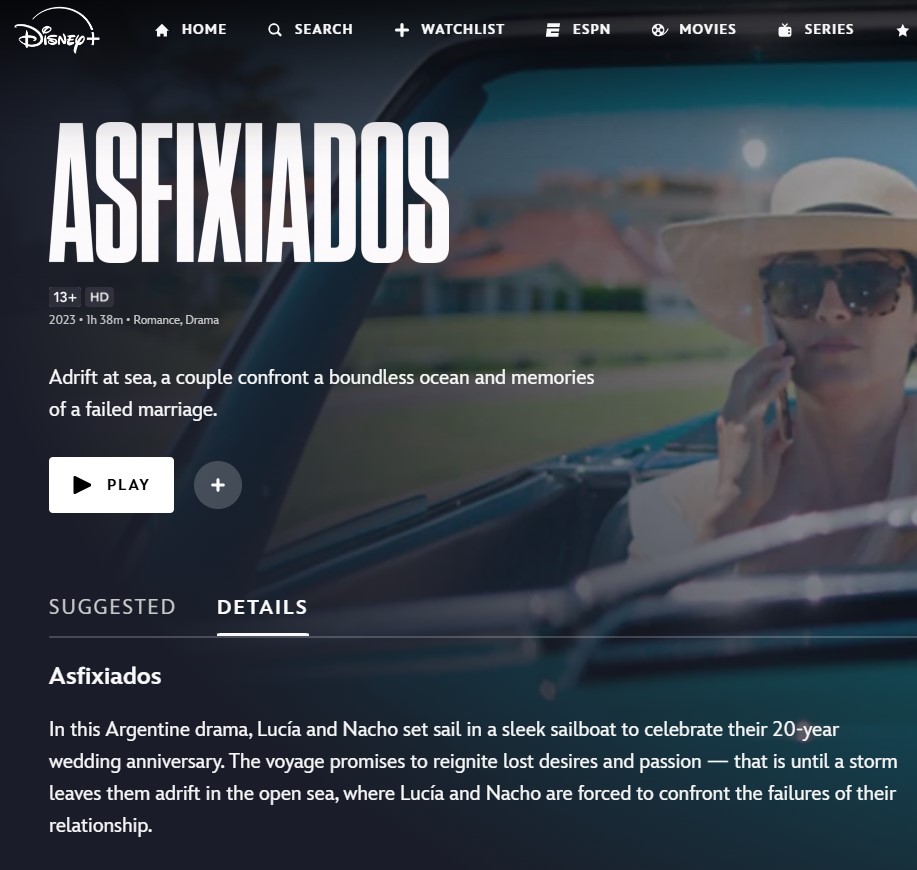 Disney+
HOME
SEARCH
WATCHLIST
ESPN
MOVIES
SERIES
ASFIXIADOS
13+ HD
2023 • 1h 38m • Romance, Drama
Adrift at sea, a couple confront a boundless ocean and memories
of a failed marriage.
PLAY
SUGGESTED
DETAILS
Asfixiados
In this Argentine drama, Lucía and Nacho set sail in a sleek sailboat to celebrate their 20-year
wedding anniversary. The voyage promises to reignite lost desires and passion — that is until a storm
leaves them adrift in the open sea, where Lucía and Nacho are forced to confront the failures of their
relationship.